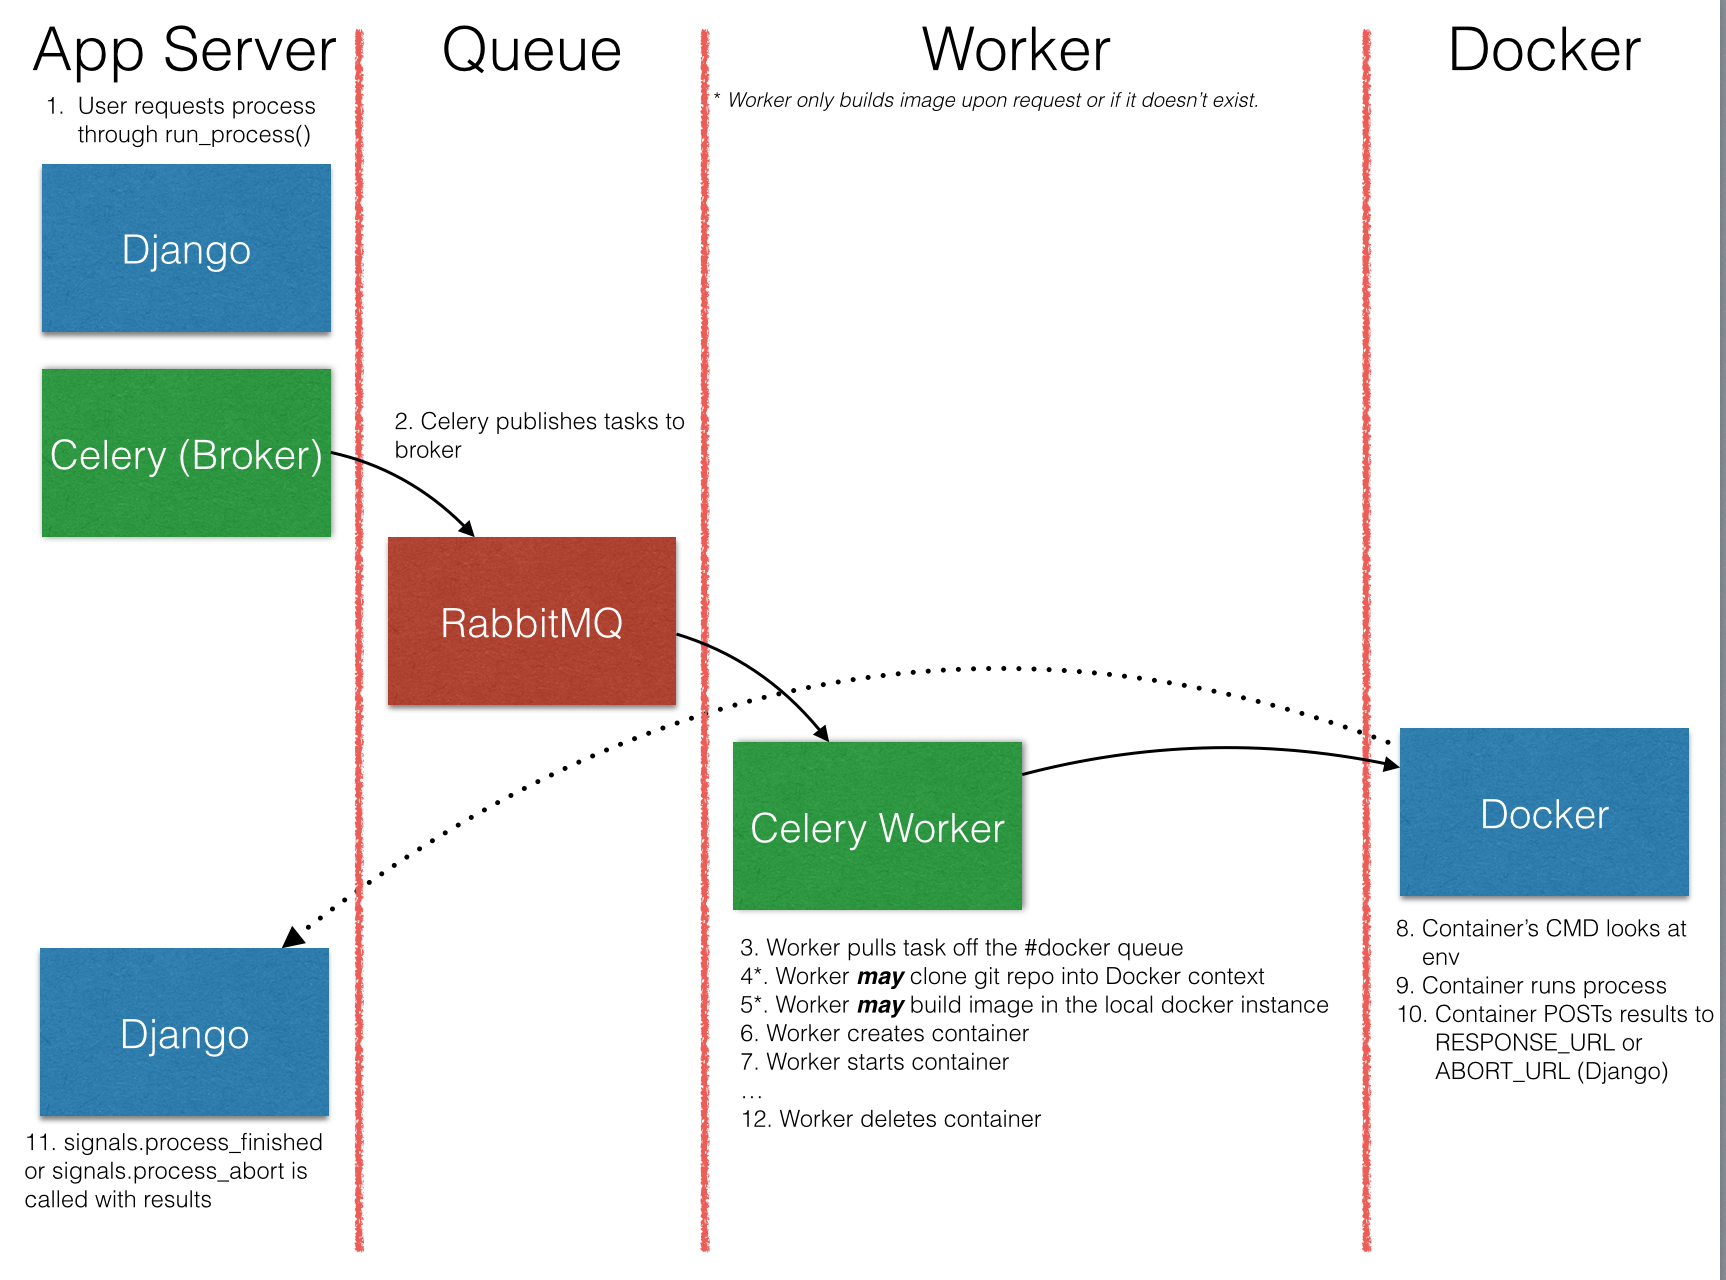 App Server
Queue
Worker
Docker
* Worker only builds image upon request or if it doesn't exist.
1. User requests process
through run_process()
Django
Celery (Broker)
2. Celery publishes tasks to
broker
RabbitMQ
Celery Worker
Docker
3. Worker pulls task off the #docker queue
4*. Worker may clone git repo into Docker context
5*. Worker may build image in the local docker instance
6. Worker creates container
7. Worker starts container
…
12. Worker deletes container
8. Container’s CMD looks at
env
9. Container runs process
10. Container POSTs results to
RESPONSE_URL or
ABORT_URL (Django)
Django
11. signals.process_finished
or signals.process_abort is
called with results